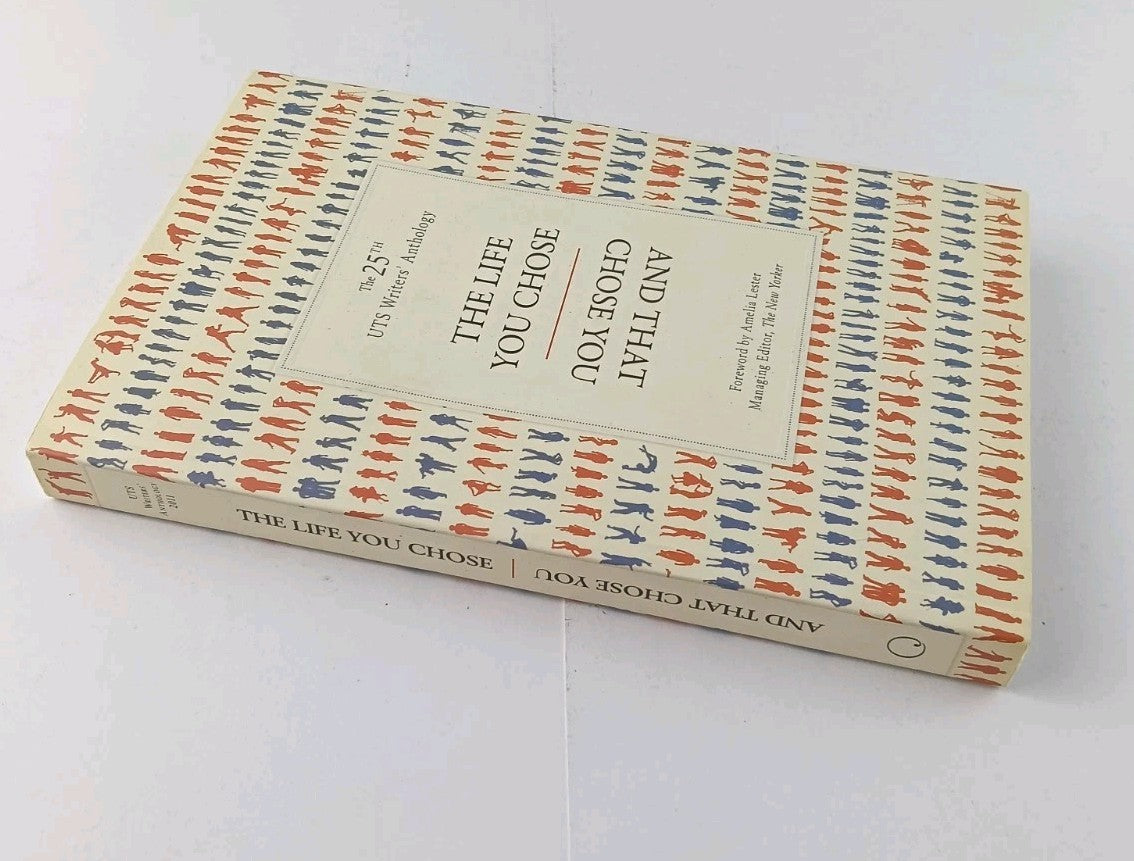 The 25TH
UTS Writers' Anthology
THE LIFE
YOU CHOSE
AND THAT
CHOSE YOU
Foreword by Amelia Lester
Managing Editor, The New Yorker
UTS
Writers'
Anthology
2011
THE LIFE YOU CHOSE | AND THAT CHOSE YOU